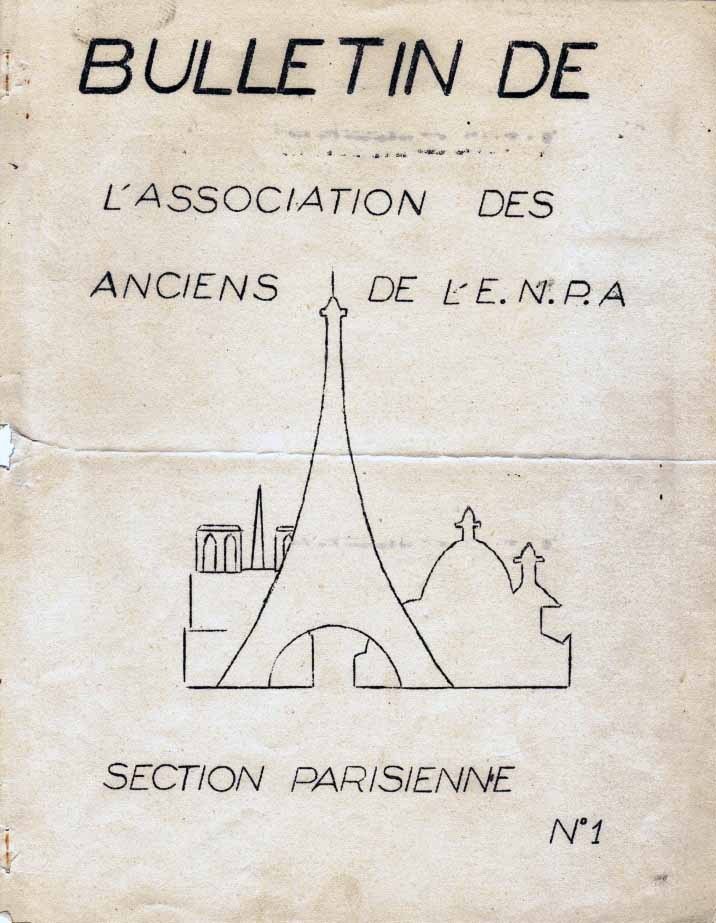 BULLETIN DE
L'ASSOCIATION DES
ANCIENS DE L'E.N.P.A
SECTION PARISIENNE
N°1